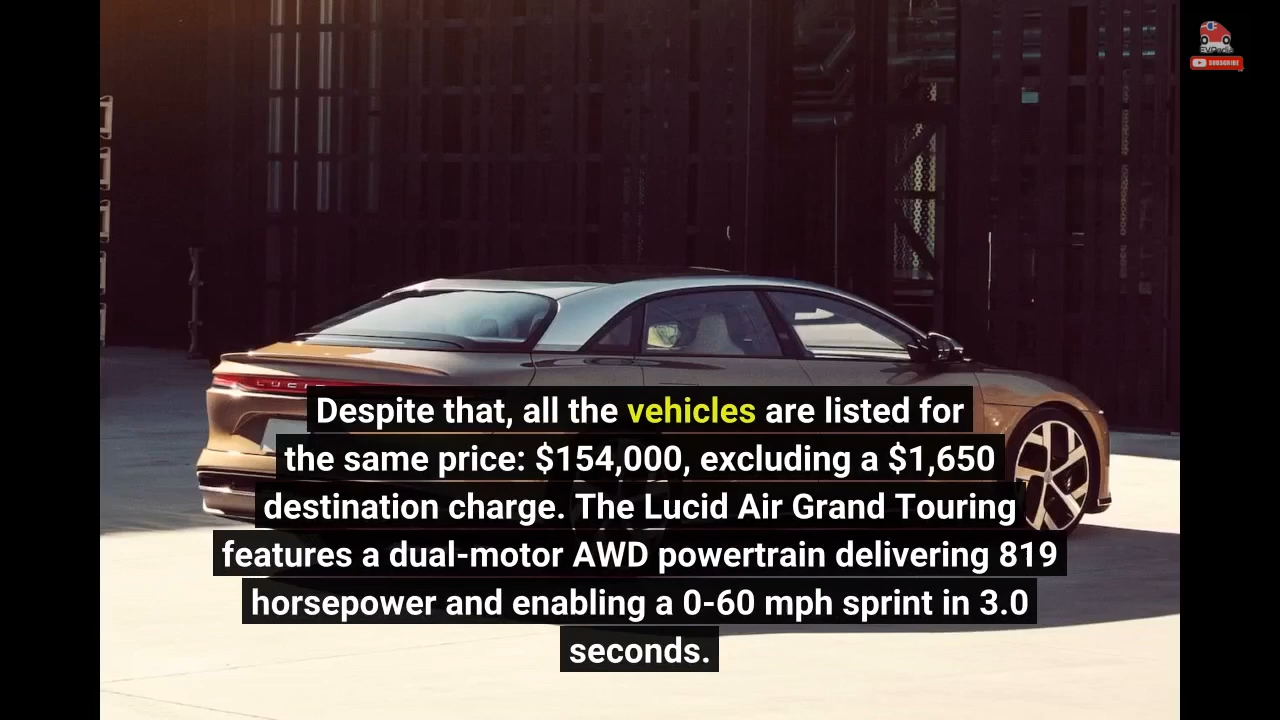 SUBSCRIBE
LUCID
Despite that, all the vehicles are listed for
the same price: $154,000, excluding a $1,650
destination charge. The Lucid Air Grand Touring
features a dual-motor AWD powertrain delivering 819
horsepower and enabling a 0-60 mph sprint in 3.0
seconds.